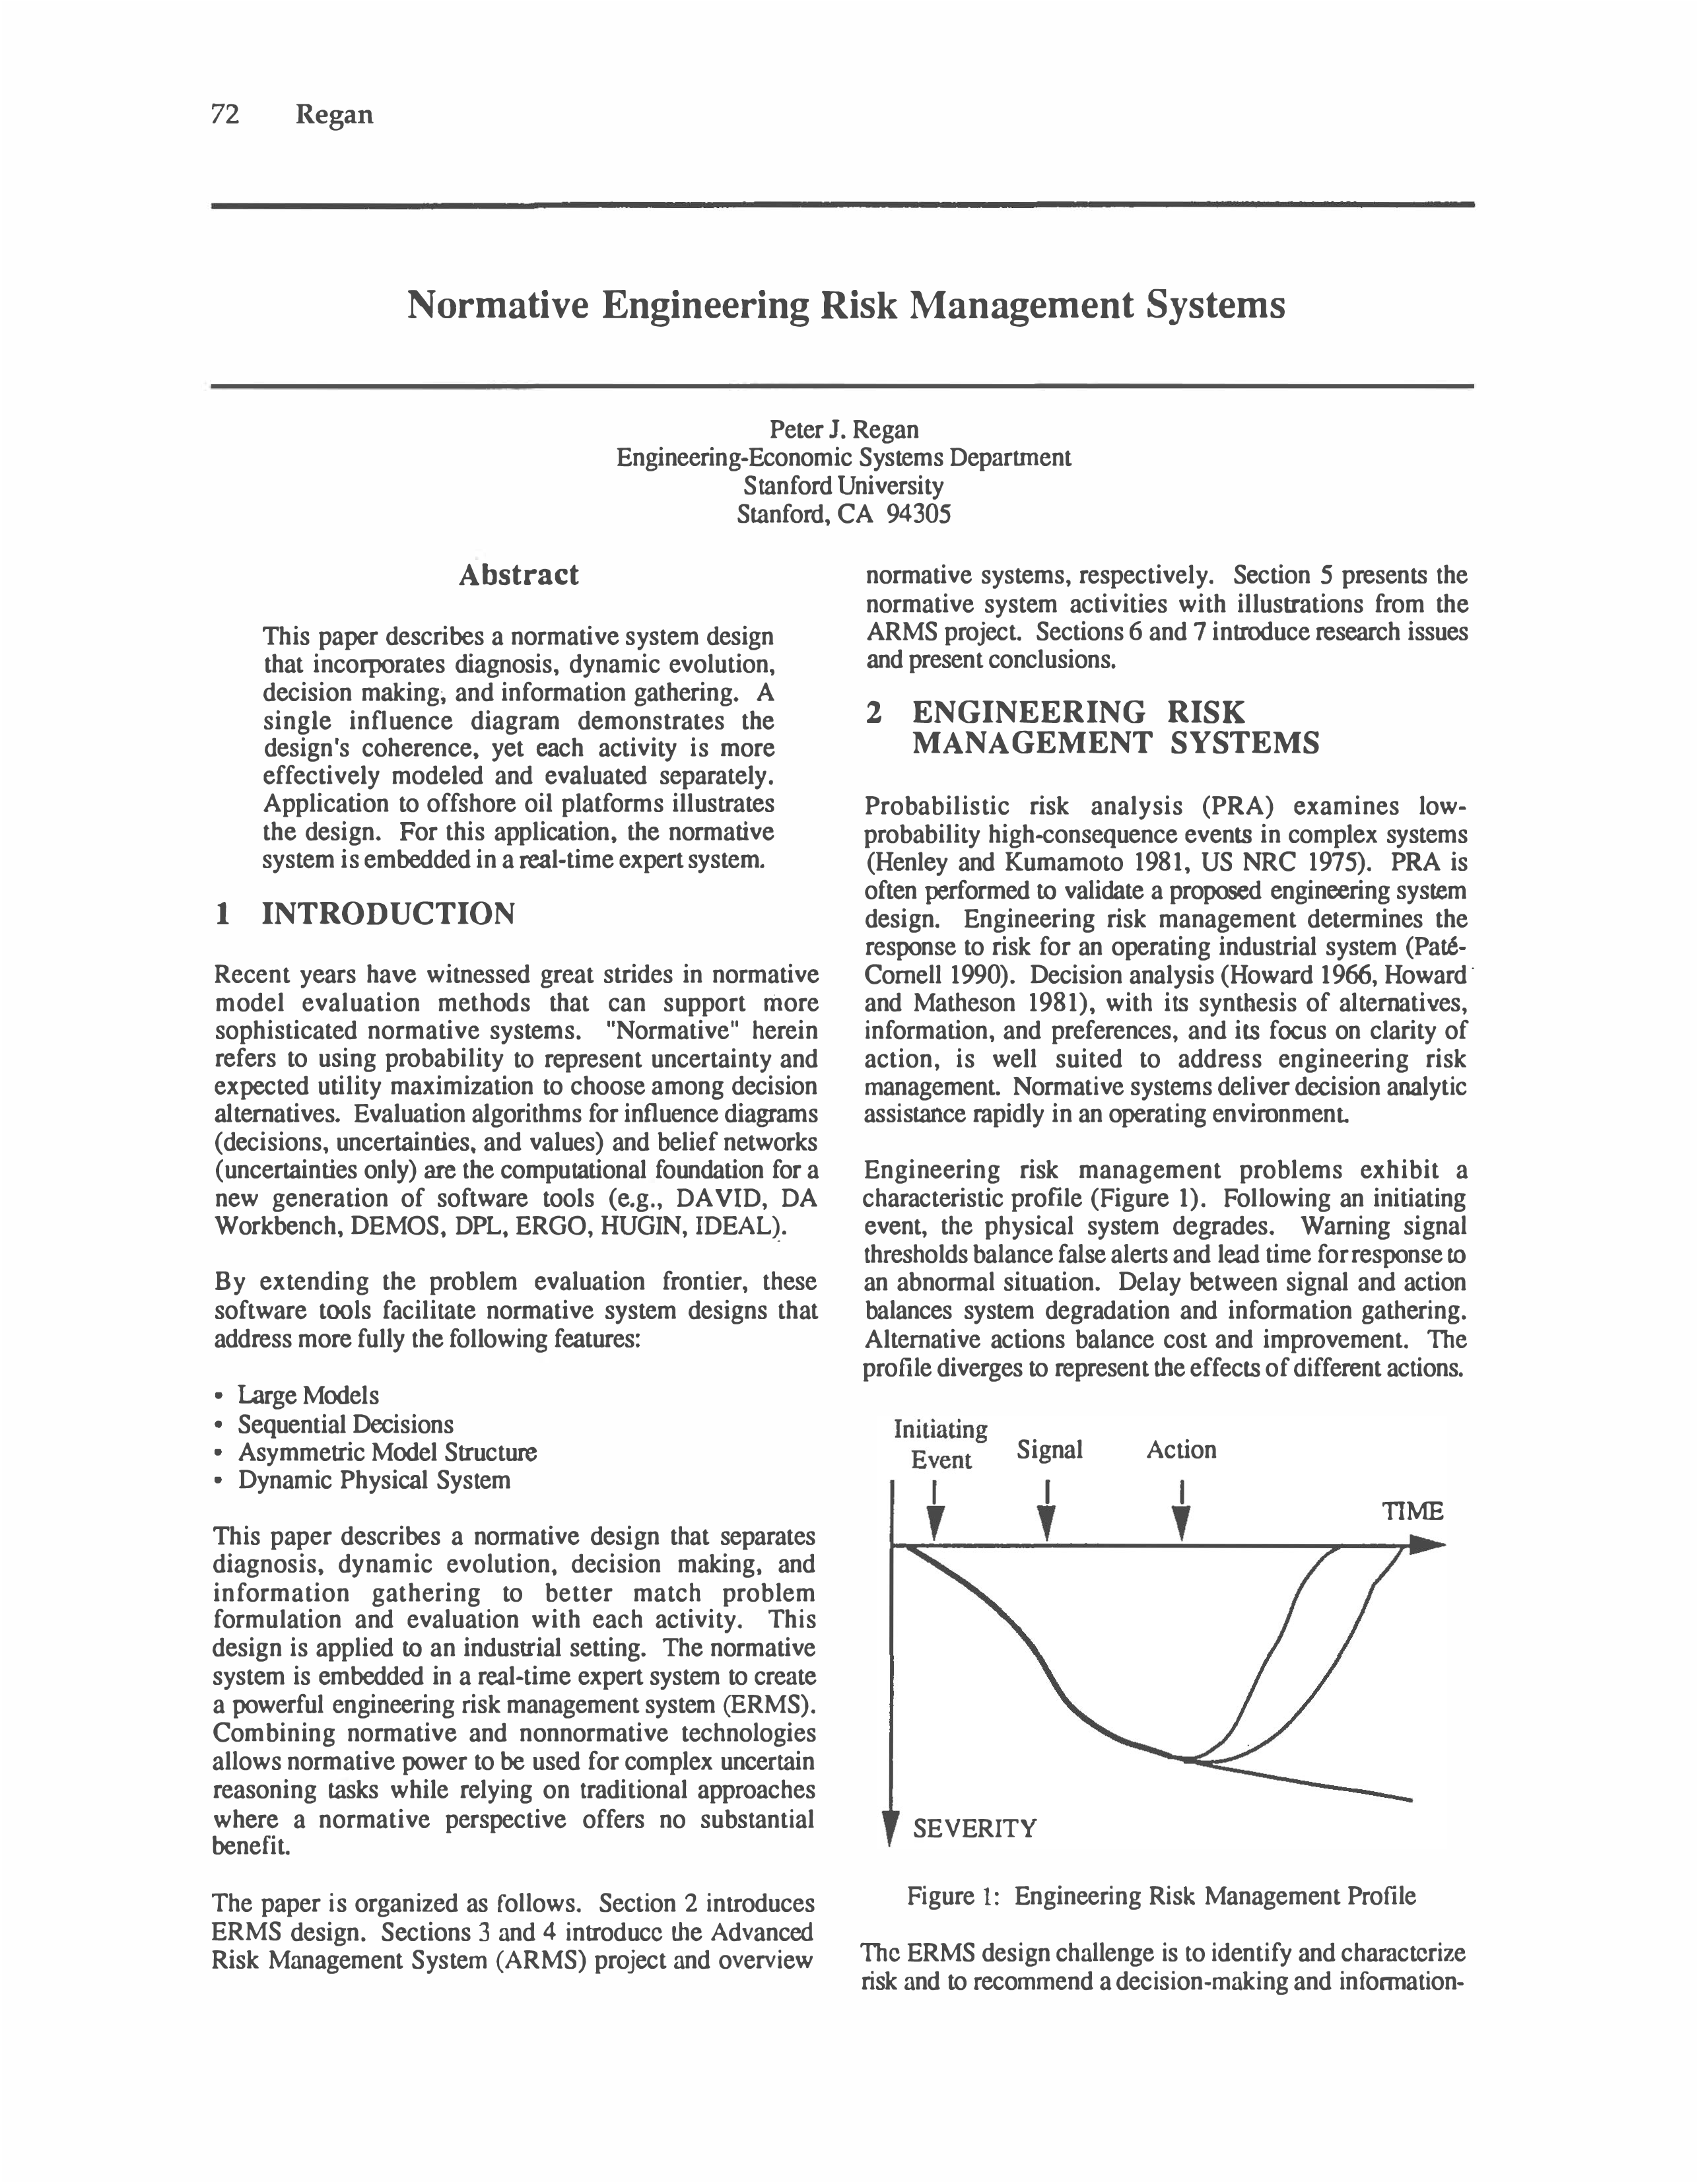 72 Regan
Normative Engineering Risk Management Systems
Peter J. Regan
Engineering-Economic Systems Department
Stanford University
Stanford, CA 94305
Abstract
This paper describes a normative system design
that incorporates diagnosis, dynamic evolution,
decision making, and information gathering. A
single influence diagram demonstrates the
design's coherence, yet each activity is more
effectively modeled and evaluated separately.
Application to offshore oil platforms illustrates
the design. For this application, the normative
system is embedded in a real-time expert system.
1 INTRODUCTION
Recent years have witnessed great strides in normative
model evaluation methods that can support more
sophisticated normative systems. "Normative" herein
refers to using probability to represent uncertainty and
expected utility maximization to choose among decision
alternatives. Evaluation algorithms for influence diagrams
(decisions, uncertainties, and values) and belief networks
(uncertainties only) are the computational foundation for a
new generation of software tools (e.g., DAVID, DA
Workbench, DEMOS, DPL, ERGO, HUGIN, IDEAL).
By extending the problem evaluation frontier, these
software tools facilitate normative system designs that
address more fully the following features:
• Large Models
• Sequential Decisions
• Asymmetric Model Structure
• Dynamic Physical System
This paper describes a normative design that separates
diagnosis, dynamic evolution, decision making, and
information gathering to better match problem
formulation and evaluation with each activity. This
design is applied to an industrial setting. The normative
system is embedded in a real-time expert system to create
a powerful engineering risk management system (ERMS).
Combining normative and nonnormative technologies
allows normative power to be used for complex uncertain
reasoning tasks while relying on traditional approaches
where a normative perspective offers no substantial
benefit.
The paper is organized as follows. Section 2 introduces
ERMS design. Sections 3 and 4 introduce the Advanced
Risk Management System (ARMS) project and overview
normative systems, respectively. Section 5 presents the
normative system activities with illustrations from the
ARMS project. Sections 6 and 7 introduce research issues
and present conclusions.
2 ENGINEERING RISK
MANAGEMENT SYSTEMS
Probabilistic risk analysis (PRA) examines low-
probability high-consequence events in complex systems
(Henley and Kumamoto 1981, US NRC 1975). PRA is
often performed to validate a proposed engineering system
design. Engineering risk management determines the
response to risk for an operating industrial system (Paté-
Cornell 1990). Decision analysis (Howard 1966, Howard
and Matheson 1981), with its synthesis of alternatives,
information, and preferences, and its focus on clarity of
action, is well suited to address engineering risk
management. Normative systems deliver decision analytic
assistance rapidly in an operating environment.
Engineering risk management problems exhibit a
characteristic profile (Figure 1). Following an initiating
event, the physical system degrades. Warning signal
thresholds balance false alerts and lead time for response to
an abnormal situation. Delay between signal and action
balances system degradation and information gathering.
Alternative actions balance cost and improvement. The
profile diverges to represent the effects of different actions.
Initiating
Event
Signal
Action
TIME
SEVERITY
Figure 1: Engineering Risk Management Profile
The ERMS design challenge is to identify and characterize
risk and to recommend a decision-making and information-